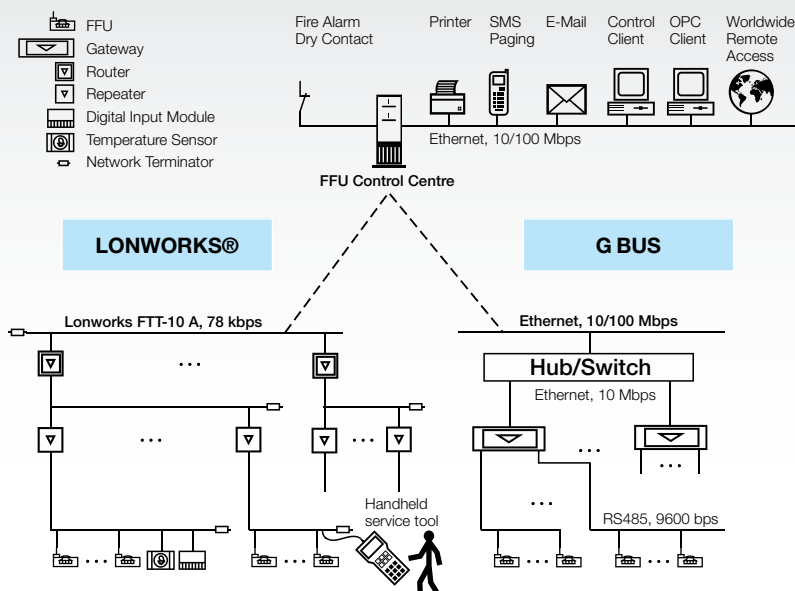 FFU
Gateway
Router
Repeater
Digital Input Module
Temperature Sensor
Network Terminator
Fire Alarm
Dry Contact
Printer
SMS
Paging
E-Mail
Control
Client
OPC
Client
Worldwide
Remote
Access
Ethernet, 10/100 Mbps
FFU Control Centre
LONWORKS®
G BUS
Lonworks FTT-10 A, 78 kbps
Ethernet, 10/100 Mbps
Hub/Switch
Ethernet, 10 Mbps
Handheld
service tool
RS485, 9600 bps